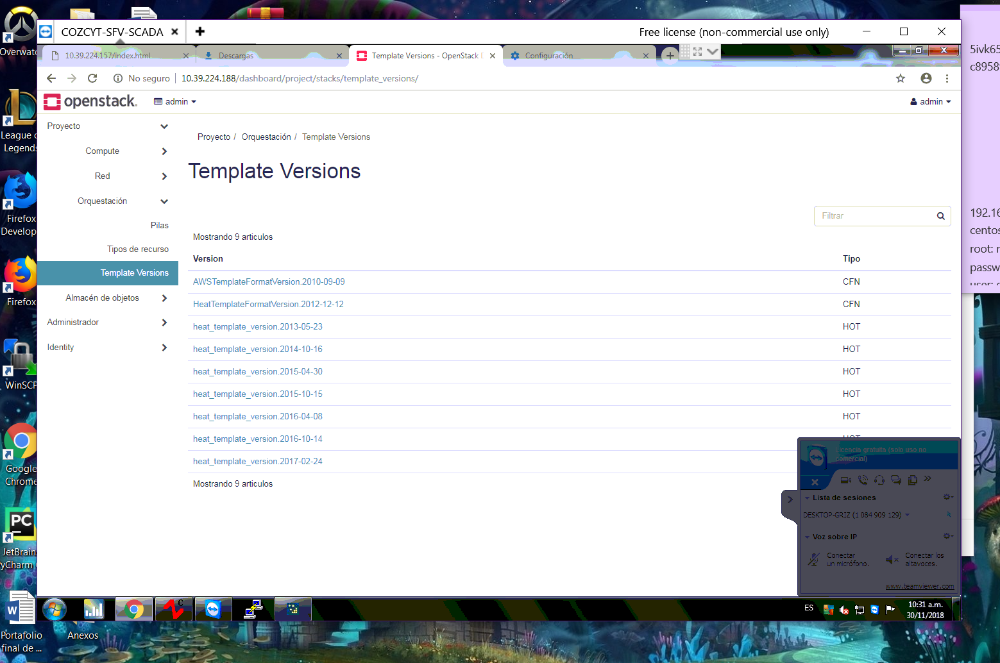 COZCYT-SFV-SCADA
Free license (non-commercial use only)
10.39.224.157/index.html
Descargas
Template Versions - OpenStack D
Configuración
No seguro
10.39.224.188/dashboard/project/stacks/template_versions/
openstack.
admin
admin
Proyecto
Compute
Red
Orquestación
Pilas
Tipos de recurso
Template Versions
Almacén de objetos
Administrador
Identity
Proyecto / Orquestación / Template Versions
Template Versions
Filtrar
Mostrando 9 articulos
Version Tipo
AWSTemplateFormatVersion.2010-09-09 CFN
HeatTemplateFormatVersion.2012-12-12 CFN
heat_template_version.2013-05-23 HOT
heat_template_version.2014-10-16 HOT
heat_template_version.2015-04-30 HOT
heat_template_version.2015-10-15 HOT
heat_template_version.2016-04-08 HOT
heat_template_version.2016-10-14 HOT
heat_template_version.2017-02-24
Mostrando 9 articulos
Licencia gratuita (solo uso no
comercial)
Lista de sesiones
DESKTOP-GRIZ (1 084 909 129)
Voz sobre IP
Conectar
un micrófono.
Conectar los
altavoces.
www.teamviewer.com
ES
10:31 a.m.
30/11/2018
Overwatc
League o
Legends
Firefox
Develop
Firefox
WinSCP
Google
Chrome
PC
JetBrain
yCharm
W
Portafolio
final de ...
Anexos
5ivk65
c8958
192.16
centos
root: r
passw